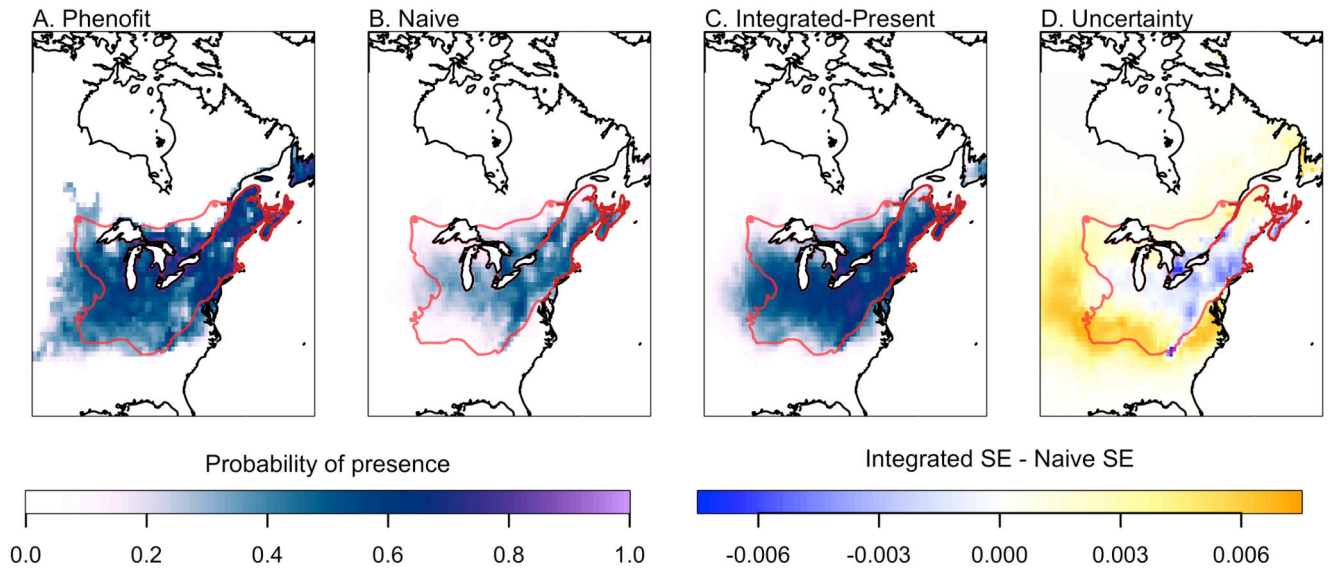 A. Phenofit
B. Naive
C. Integrated-Present
D. Uncertainty
Probability of presence
0.0 0.2 0.4 0.6 0.8 1.0
Integrated SE - Naive SE
-0.006 -0.003 0.000 0.003 0.006